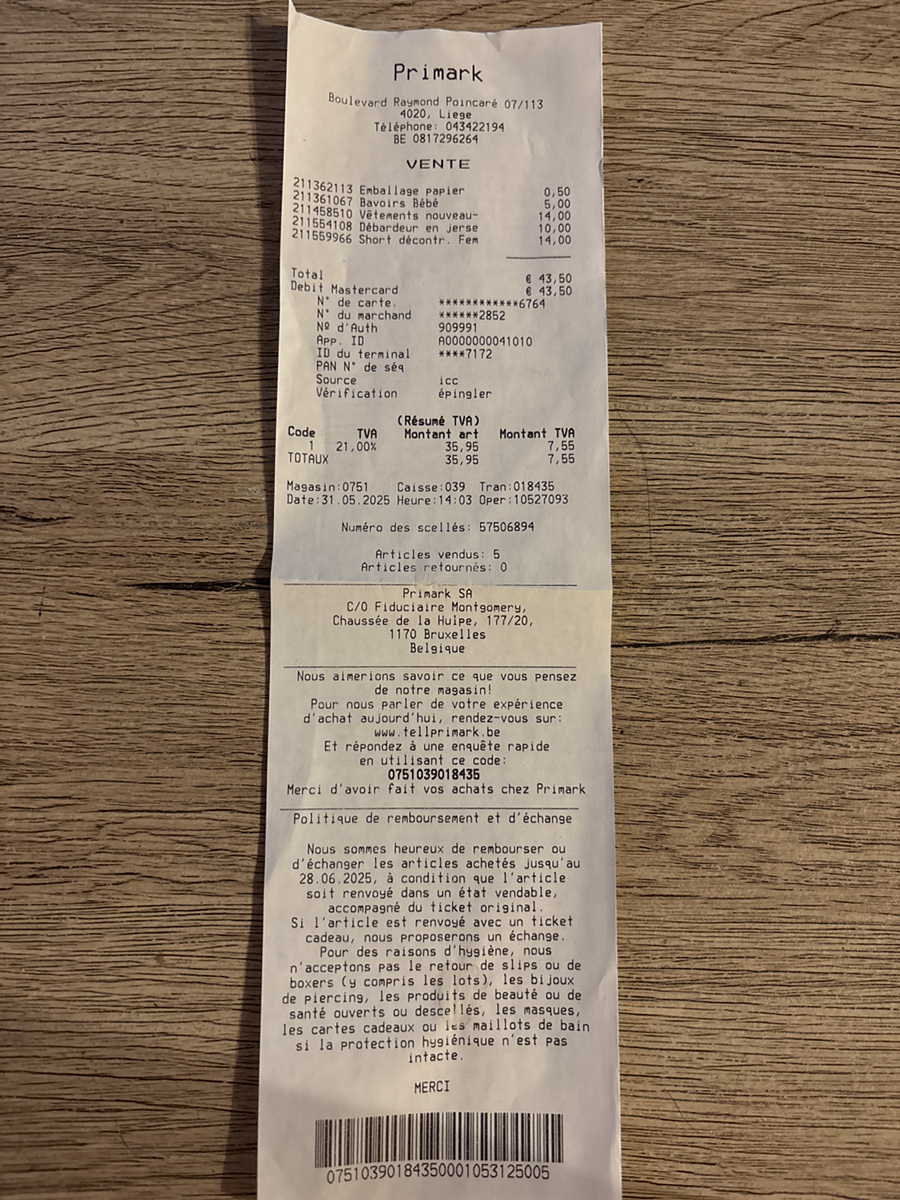 Primark
Boulevard Raymond Poincaré 07/113
4020, Liege
Téléphone: 043422194
BE 0817296264
VENTE
211362113 Emballage papier 0,50
211361067 Bavoirs Bébé 5,00
211458510 Vêtements nouveau- 14,00
211554108 Débardeur en jerse 10,00
211559966 Short décontr. Fem 14,00
Total € 43,50
Debit Mastercard € 43,50
N° de carte. ************6764
N° du marchand ******2852
Nº d'Auth 909991
App. ID A0000000041010
ID du terminal ****7172
PAN N° de séq
Source icc
Vérification épingler
(Résumé TVA)
Code TVA Montant art Montant TVA
1 21,00% 35,95 7,55
TOTAUX 35,95 7,55
Magasin:0751 Caisse:039 Tran:018435
Date:31.05.2025 Heure:14:03 Oper:10527093
Numéro des scellés: 57506894
Articles vendus: 5
Articles retournés: 0
Primark SA
C/O Fiduciaire Montgomery,
Chaussée de la Hulpe, 177/20,
1170 Bruxelles
Belgique
Nous aimerions savoir ce que vous pensez
de notre magasin!
Pour nous parler de votre expérience
d'achat aujourd'hui, rendez-vous sur:
www.tellprimark.be
Et répondez à une enquête rapide
en utilisant ce code:
0751039018435
Merci d'avoir fait vos achats chez Primark
Politique de remboursement et d'échange
Nous sommes heureux de rembourser ou
d'échanger les articles achetés jusqu'au
28.06.2025, à condition que l'article
soit renvoyé dans un état vendable,
accompagné du ticket original.
Si l'article est renvoyé avec un ticket
cadeau, nous proposerons un échange.
Pour des raisons d'hygiène, nous
n'acceptons pas le retour de slips ou de
boxers (y compris les lots), les bijoux
de piercing, les produits de beauté ou de
santé ouverts ou descellés, les masques,
les cartes cadeaux ou les maillots de bain
si la protection hygiénique n'est pas
intacte.
MERCI
07510390184350001053125005